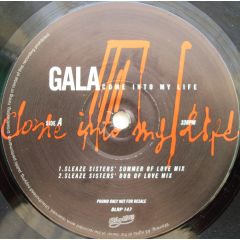 GALA COME INTO MY LIFE
Come into my life
SIDE A
33RPM
1.SLEAZE SISTERS' SUMMER OF LOVE MIX
2.SLEAZE SISTERS' DUB OF LOVE MIX
PROMO ONLY NOT FOR RESALE
BLRP 147